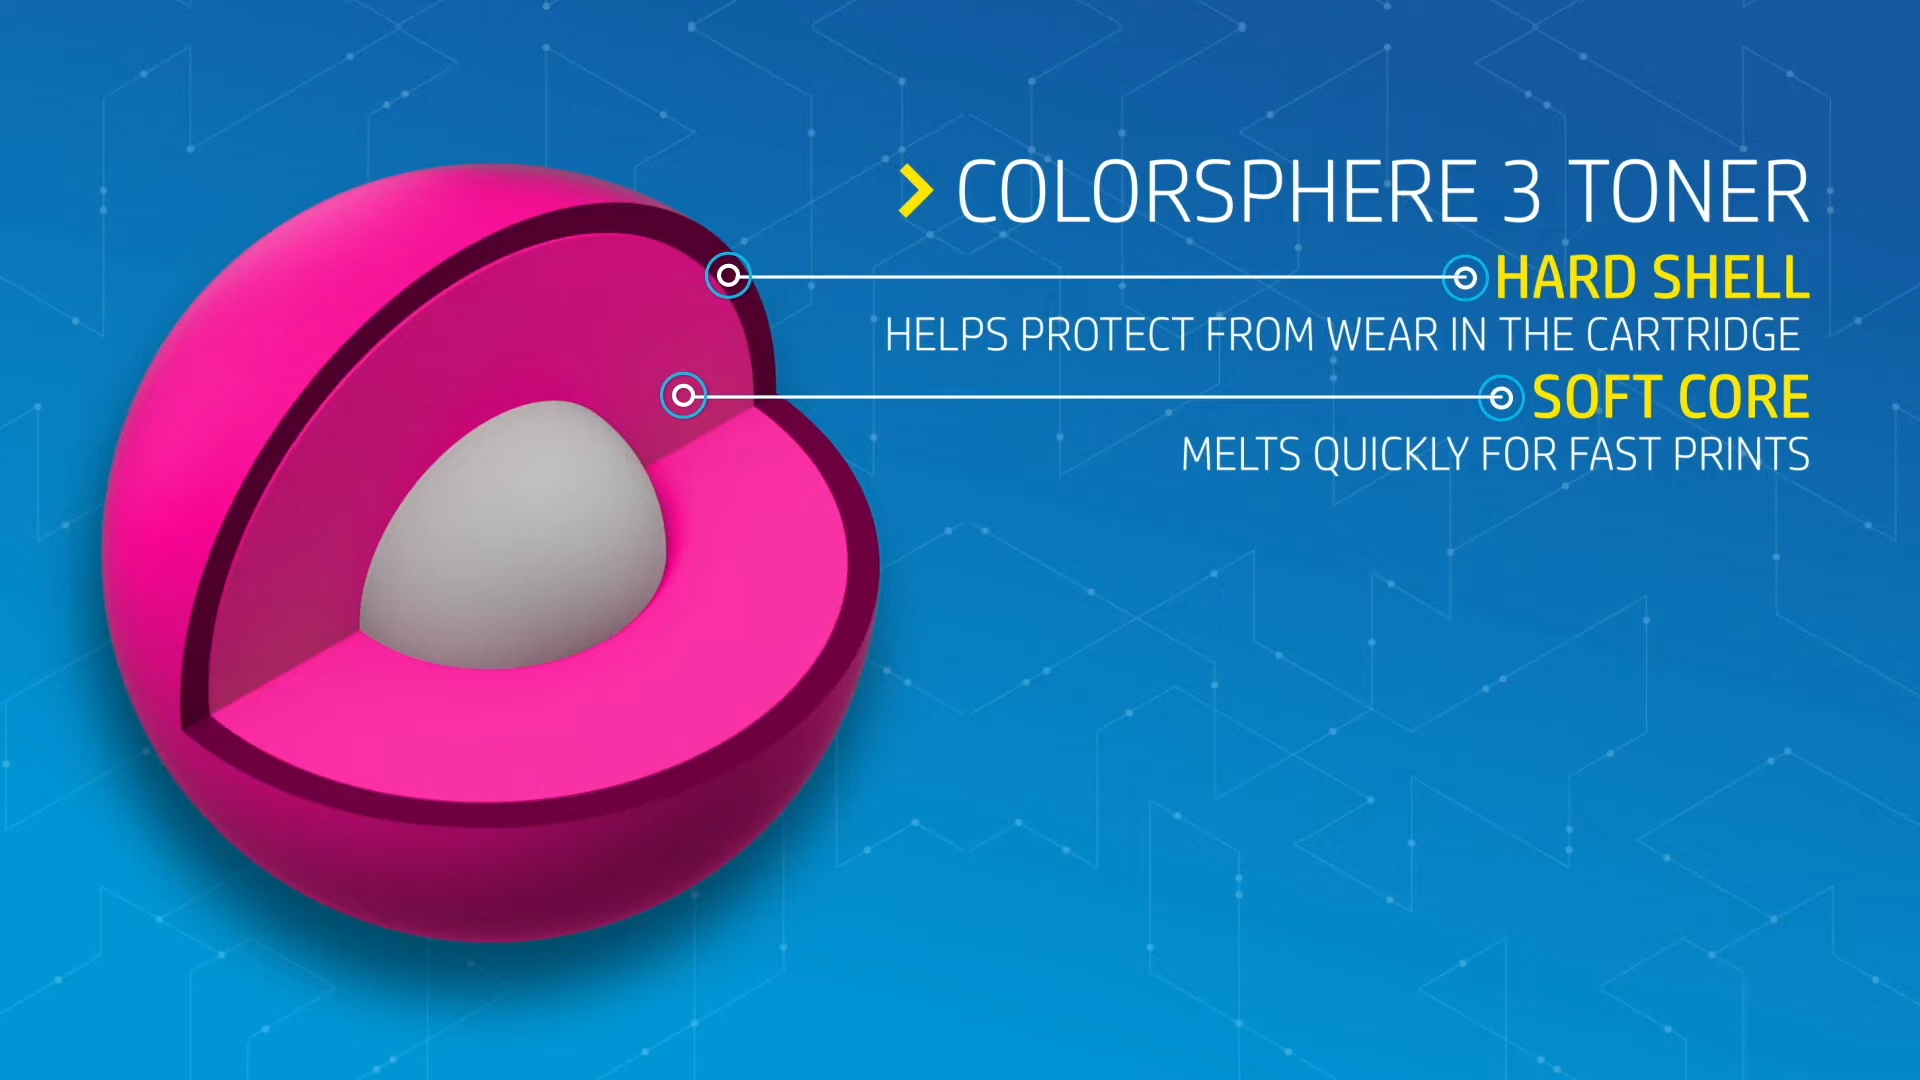 COLORSPHERE 3 TONER
HARD SHELL
HELPS PROTECT FROM WEAR IN THE CARTRIDGE
SOFT CORE
MELTS QUICKLY FOR FAST PRINTS